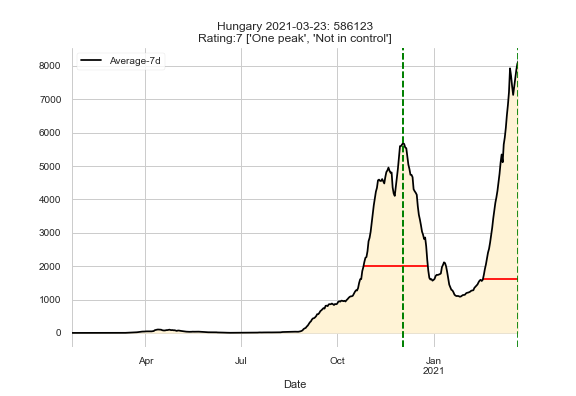 Hungary 2021-03-23: 586123
Rating:7 ['One peak', 'Not in control']
Average-7d
8000
7000
6000
5000
4000
3000
2000
1000
0
Apr Jul Oct Jan
2021
Date